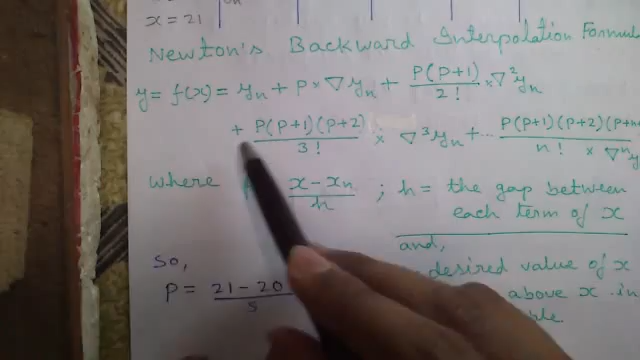 x = 21
Newton's Backward Interpolation Formula
y = f(x) = yₙ + P × ∇yₙ + P(P+1)/2! × ∇²yₙ
+ P(P+1)(P+2)/3! × ∇³yₙ + ... P(P+1)(P+2)(P+n/n! × ∇ⁿy
where x - xₙ/h ; h = the gap between
each term of x
and,
So,
desired value of x
P = 21 - 20/5 above x in